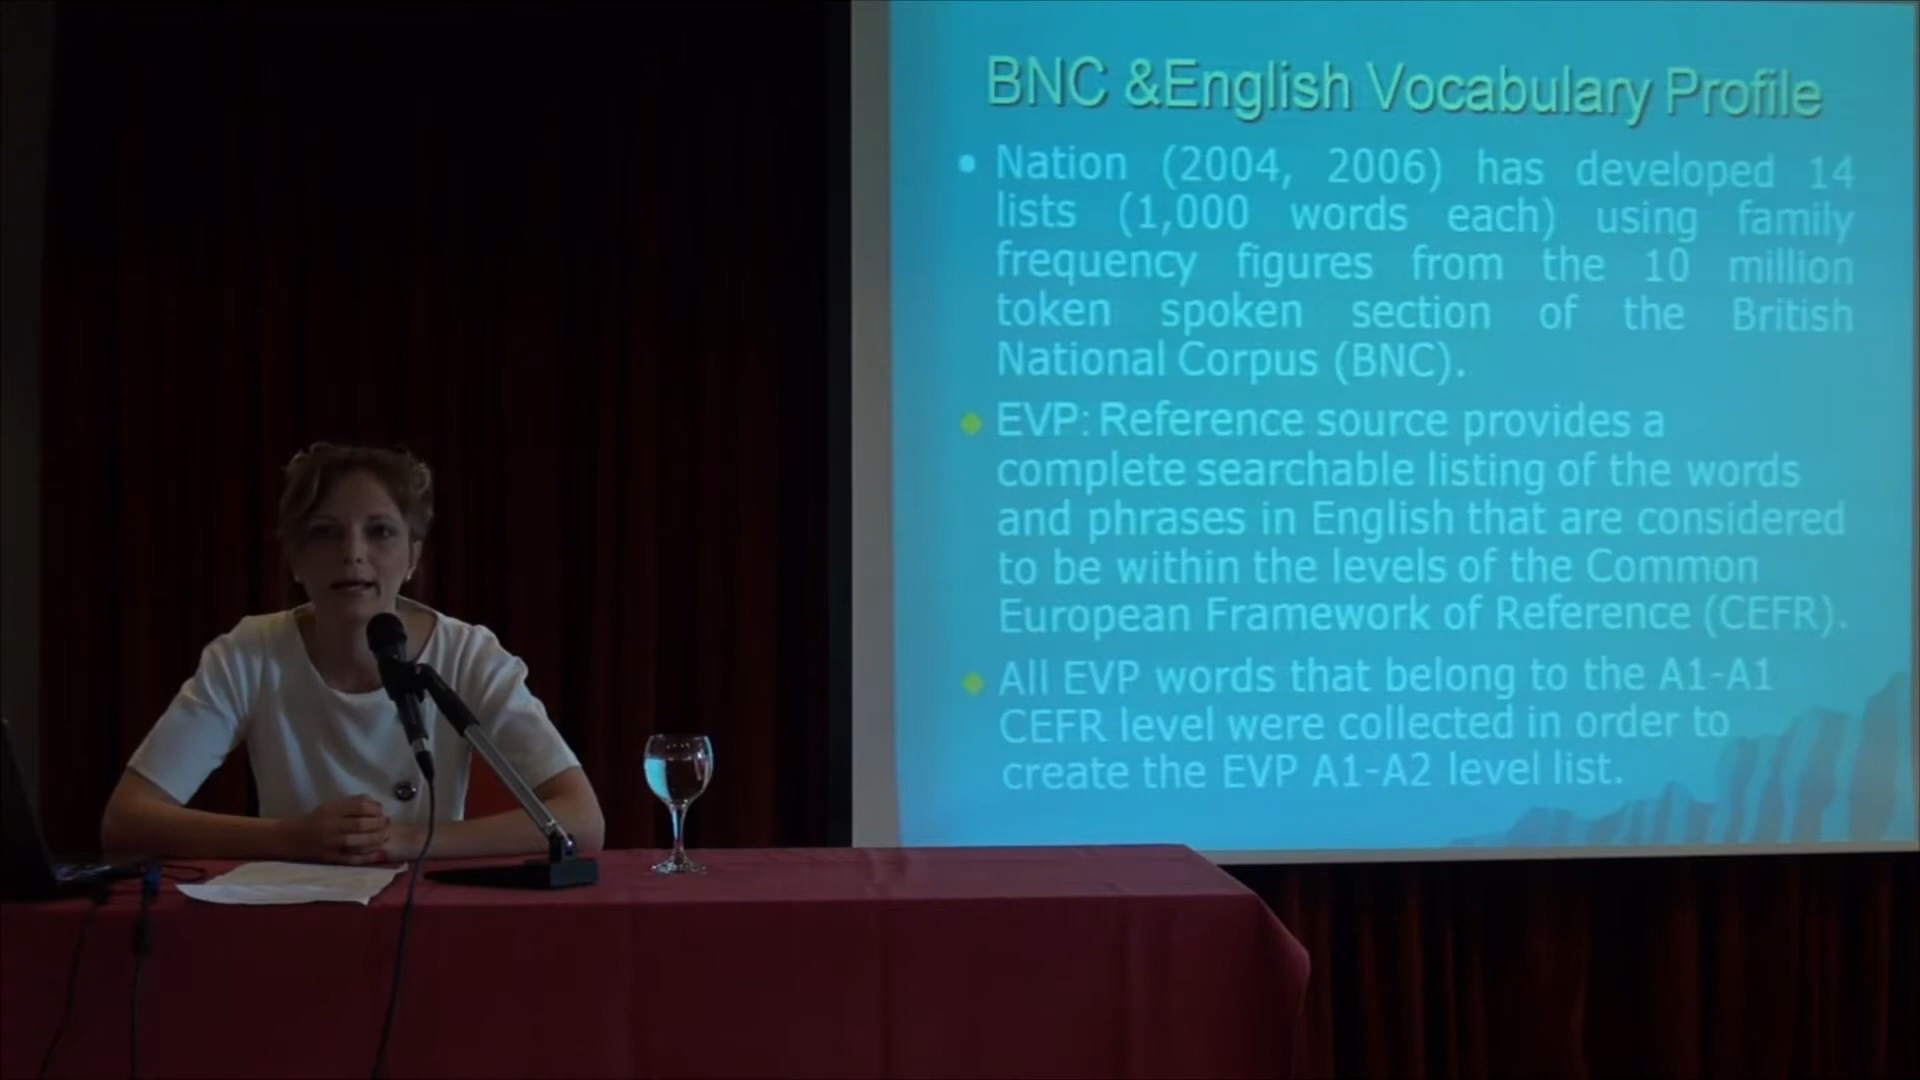 BNC &English Vocabulary Profile
• Nation (2004, 2006) has developed 14
lists (1,000 words each) using family
frequency figures from the 10 million
token spoken section of the British
National Corpus (BNC).
◆ EVP: Reference source provides a
complete searchable listing of the words
and phrases in English that are considered
to be within the levels of the Common
European Framework of Reference (CEFR).
◆ All EVP words that belong to the A1-A1
CEFR level were collected in order to
create the EVP A1-A2 level list.